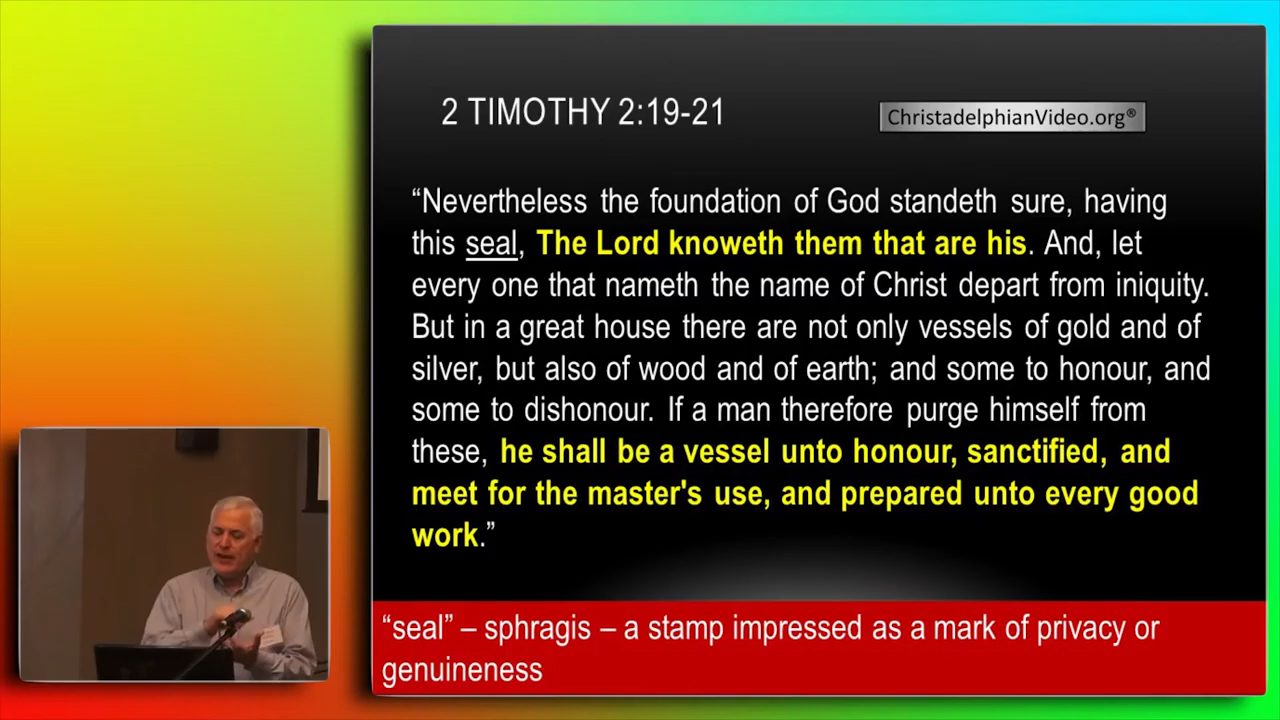 2 TIMOTHY 2:19-21
ChristadelphianVideo.org®
“Nevertheless the foundation of God standeth sure, having
this seal, The Lord knoweth them that are his. And, let
every one that nameth the name of Christ depart from iniquity.
But in a great house there are not only vessels of gold and of
silver, but also of wood and of earth; and some to honour, and
some to dishonour. If a man therefore purge himself from
these, he shall be a vessel unto honour, sanctified, and
meet for the master's use, and prepared unto every good
work.”
“seal” – sphragis – a stamp impressed as a mark of privacy or
genuineness